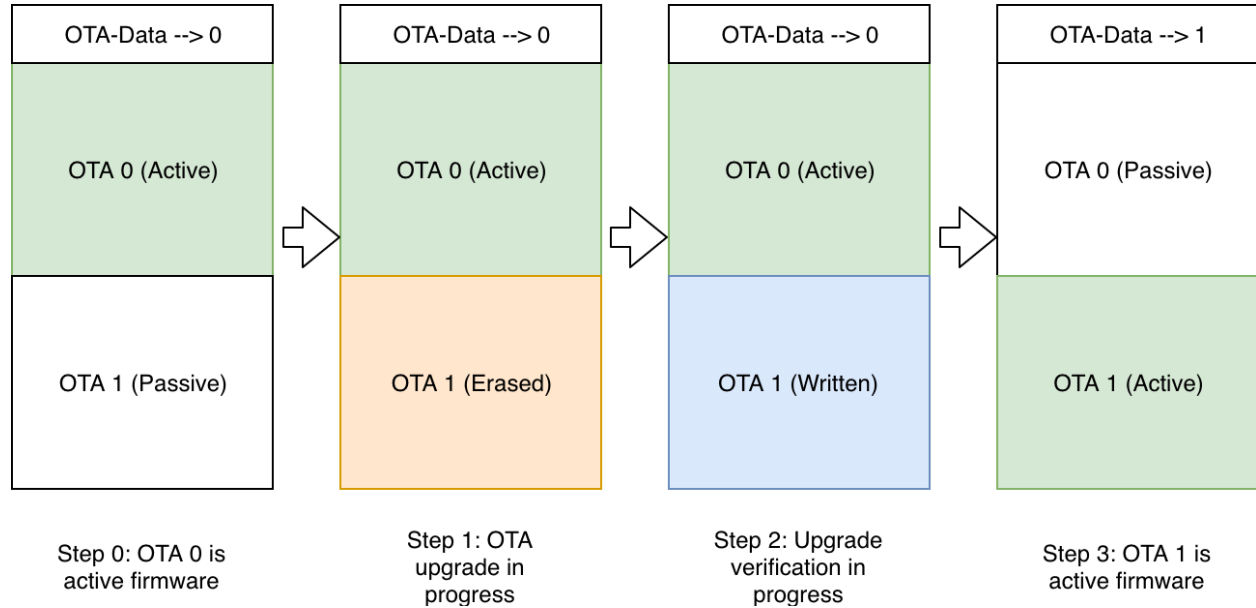 OTA-Data --> 0
OTA 0 (Active)
OTA 1 (Passive)
Step 0: OTA 0 is
active firmware
OTA-Data --> 0
OTA 0 (Active)
OTA 1 (Erased)
Step 1: OTA
upgrade in
progress
OTA-Data --> 0
OTA 0 (Active)
OTA 1 (Written)
Step 2: Upgrade
verification in
progress
OTA-Data --> 1
OTA 0 (Passive)
OTA 1 (Active)
Step 3: OTA 1 is
active firmware